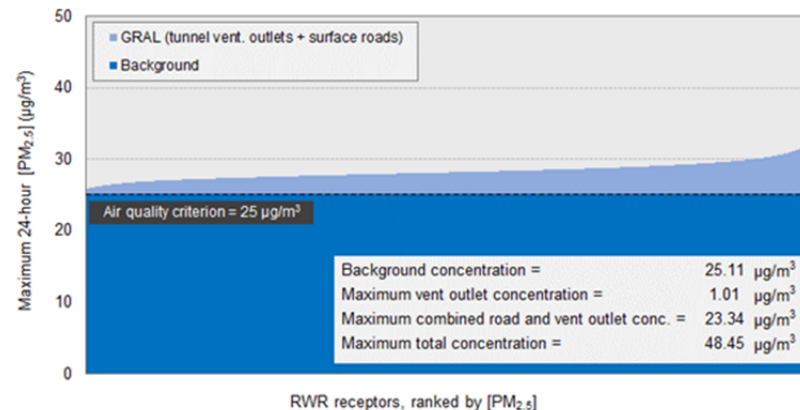 50
GRAL (tunnel vent. outlets + surface roads)
Background
40
30
20
10
0
Maximum 24-hour [PM2.5] (µg/m³)
Air quality criterion = 25 µg/m³
Background concentration = 25.11 µg/m³
Maximum vent outlet concentration = 1.01 µg/m³
Maximum combined road and vent outlet conc. = 23.34 µg/m³
Maximum total concentration = 48.45 µg/m³
RWR receptors, ranked by [PM2.5]